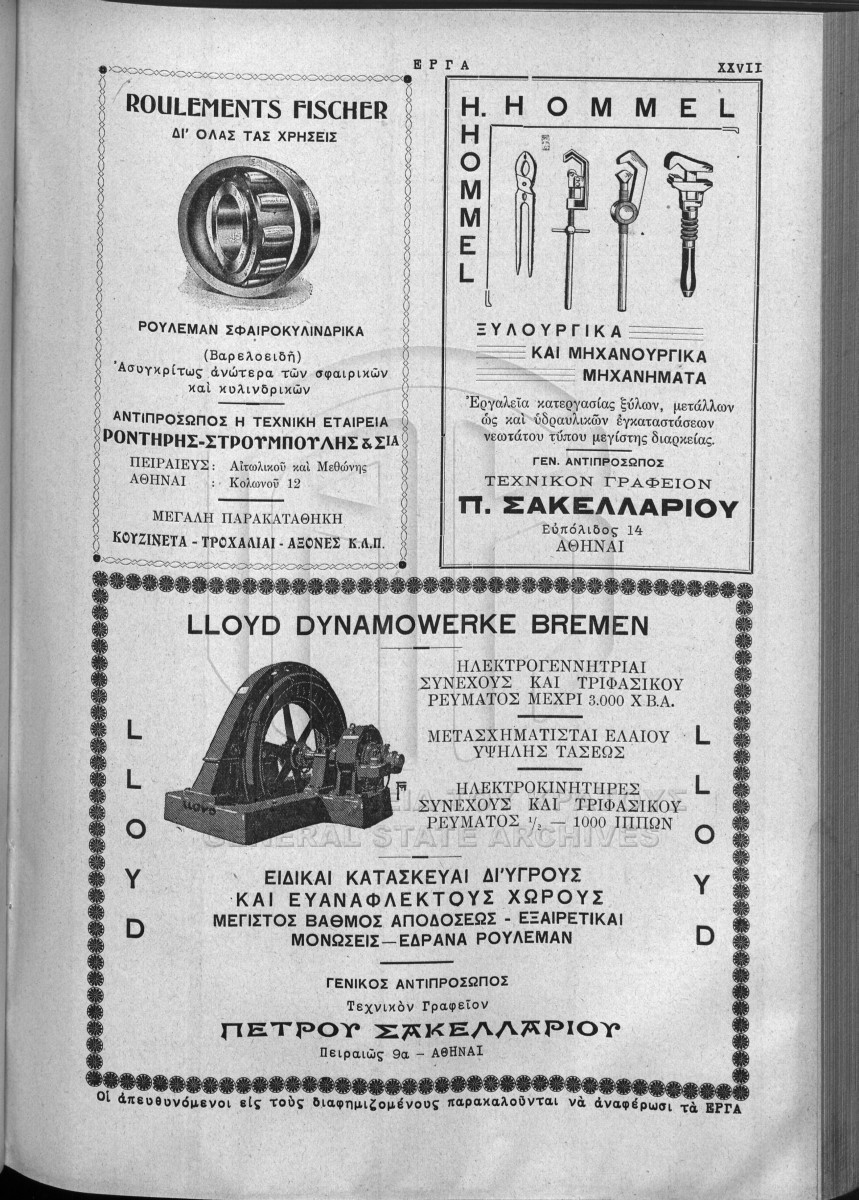 ΕΡΓΑ
XXVII
ROULEMENTS FISCHER
ΔΙ' ΟΛΑΣ ΤΑΣ ΧΡΗΣΕΙΣ
ΡΟΥΛΕΜΑΝ ΣΦΑΙΡΟΚΥΛΙΝΔΡΙΚΑ
(Βαρελοειδῆ)
Ἀσυγκρίτως ἀνώτερα τῶν σφαιρικῶν
καὶ κυλινδρικῶν
ΑΝΤΙΠΡΟΣΩΠΟΣ Η ΤΕΧΝΙΚΗ ΕΤΑΙΡΕΙΑ
ΡΟΝΤΗΡΗΣ-ΣΤΡΟΥΜΠΟΥΛΗΣ & ΣΙΑ
ΠΕΙΡΑΙΕΥΣ: Αἰτωλικοῦ καὶ Μεθώνης
ΑΘΗΝΑΙ : Κολωνοῦ 12
ΜΕΓΑΛΗ ΠΑΡΑΚΑΤΑΘΗΚΗ
ΚΟΥΖΙΝΕΤΑ - ΤΡΟΧΑΛΙΑΙ - ΑΞΟΝΕΣ Κ.Λ.Π.
H. HOMMEL
HOMMEL
ΞΥΛΟΥΡΓΙΚΑ
ΚΑΙ ΜΗΧΑΝΟΥΡΓΙΚΑ
ΜΗΧΑΝΗΜΑΤΑ
Ἐργαλεῖα κατεργασίας ξύλων, μετάλλων
ὡς καὶ ὑδραυλικῶν ἐγκαταστάσεων
νεωτάτου τύπου μεγίστης διαρκείας.
ΓΕΝ. ΑΝΤΙΠΡΟΣΩΠΟΣ
ΤΕΧΝΙΚΟΝ ΓΡΑΦΕΙΟΝ
Π. ΣΑΚΕΛΛΑΡΙΟΥ
Εὐπόλιδος 14
ΑΘΗΝΑΙ
LLOYD DYNAMOWERKE BREMEN
LLOYD
LLOYD
ΗΛΕΚΤΡΟΓΕΝΝΗΤΡΙΑΙ
ΣΥΝΕΧΟΥΣ ΚΑΙ ΤΡΙΦΑΣΙΚΟΥ
ΡΕΥΜΑΤΟΣ ΜΕΧΡΙ 3.000 Χ Β.Α.
ΜΕΤΑΣΧΗΜΑΤΙΣΤΑΙ ΕΛΑΙΟΥ
ΥΨΗΛΗΣ ΤΑΣΕΩΣ
ΗΛΕΚΤΡΟΚΙΝΗΤΗΡΕΣ
ΣΥΝΕΧΟΥΣ ΚΑΙ ΤΡΙΦΑΣΙΚΟΥ
ΡΕΥΜΑΤΟΣ ½ — 1000 ΙΠΠΩΝ
LLOYD
GENERAL STATE ARCHIVES
ΕΙΔΙΚΑΙ ΚΑΤΑΣΚΕΥΑΙ ΔΙ' ΥΓΡΟΥΣ
ΚΑΙ ΕΥΑΝΑΦΛΕΚΤΟΥΣ ΧΩΡΟΥΣ
ΜΕΓΙΣΤΟΣ ΒΑΘΜΟΣ ΑΠΟΔΟΣΕΩΣ - ΕΞΑΙΡΕΤΙΚΑΙ
ΜΟΝΩΣΕΙΣ—ΕΔΡΑΝΑ ΡΟΥΛΕΜΑΝ
ΓΕΝΙΚΟΣ ΑΝΤΙΠΡΟΣΩΠΟΣ
Τεχνικὸν Γραφεῖον
ΠΕΤΡΟΥ ΣΑΚΕΛΛΑΡΙΟΥ
Πειραιῶς 9α - ΑΘΗΝΑΙ
Οἱ ἀπευθυνόμενοι εἰς τοὺς διαφημιζομένους παρακαλοῦνται νὰ ἀναφέρωσι τὰ ΕΡΓΑ